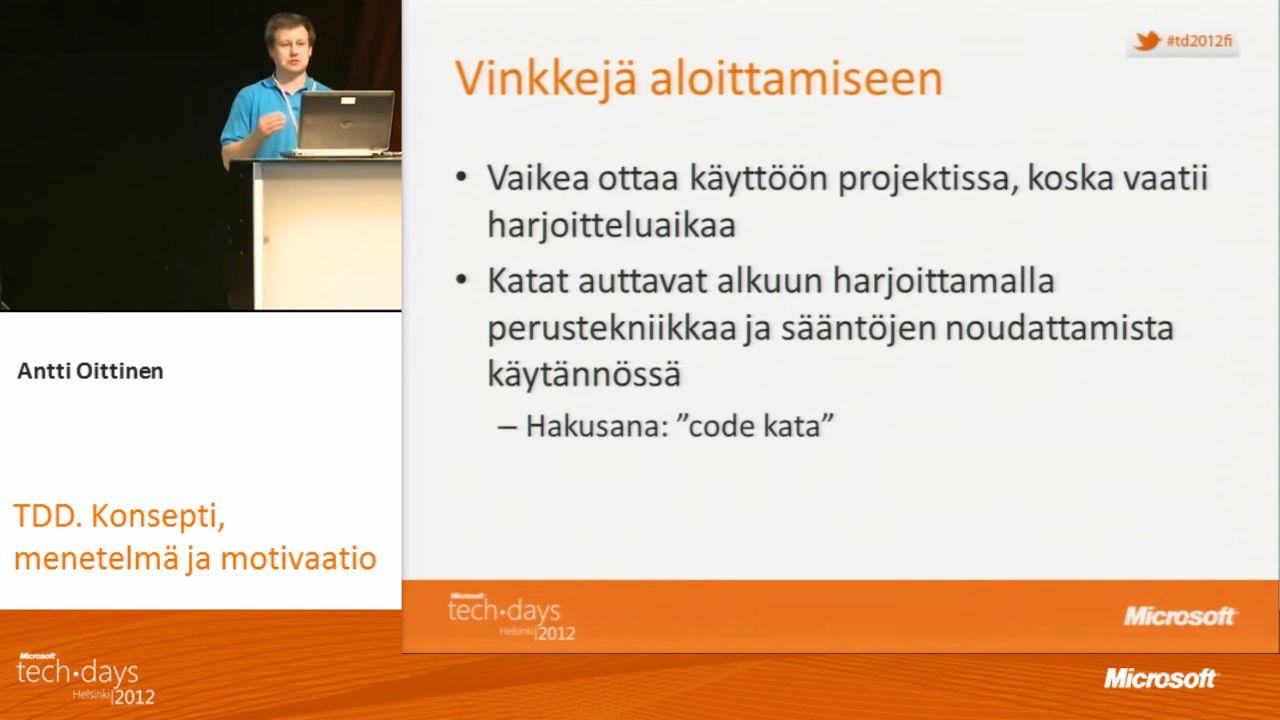 #td2012fi
Vinkkejä aloittamiseen
• Vaikea ottaa käyttöön projektissa, koska vaatii
harjoitteluaikaa
• Katat auttavat alkuun harjoittamalla
perustekniikkaa ja sääntöjen noudattamista
käytännössä
– Hakusana: ”code kata”
Antti Oittinen
TDD. Konsepti,
menetelmä ja motivaatio
Microsoft
tech·days
Helsinki|2012
Microsoft
Microsoft
tech·days
Helsinki|2012
Microsoft